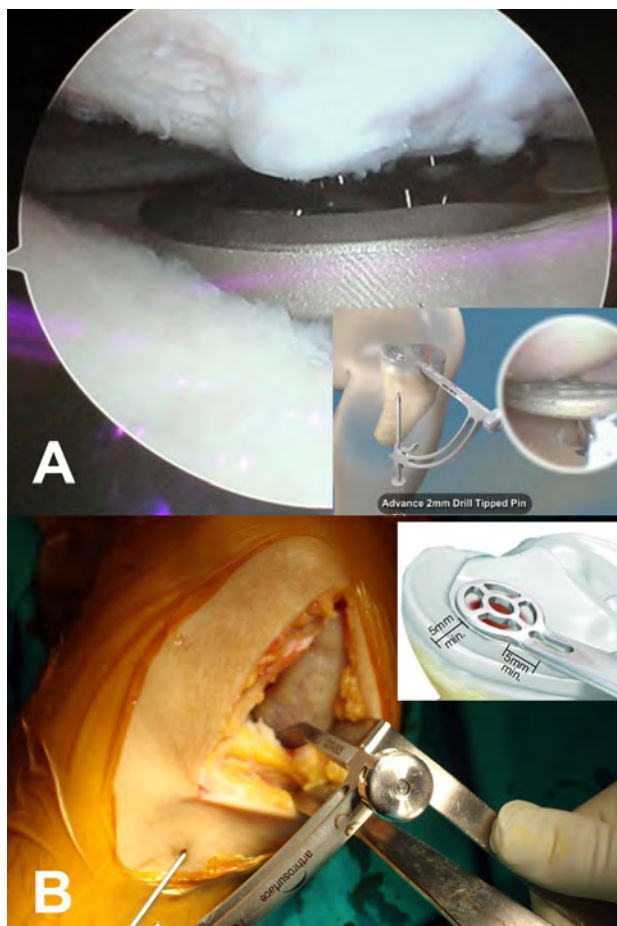 A
Advance 2mm Drill Tipped Pin
5mm
min.
5mm
min.
arthrosurface
B